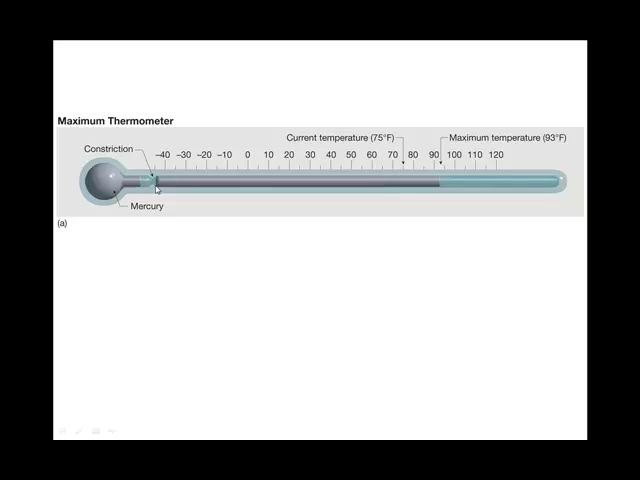 Maximum Thermometer
Current temperature (75°F)
Maximum temperature (93°F)
Constriction
–40 –30 –20 –10 0 10 20 30 40 50 60 70 80 90 100 110 120
Mercury
(a)